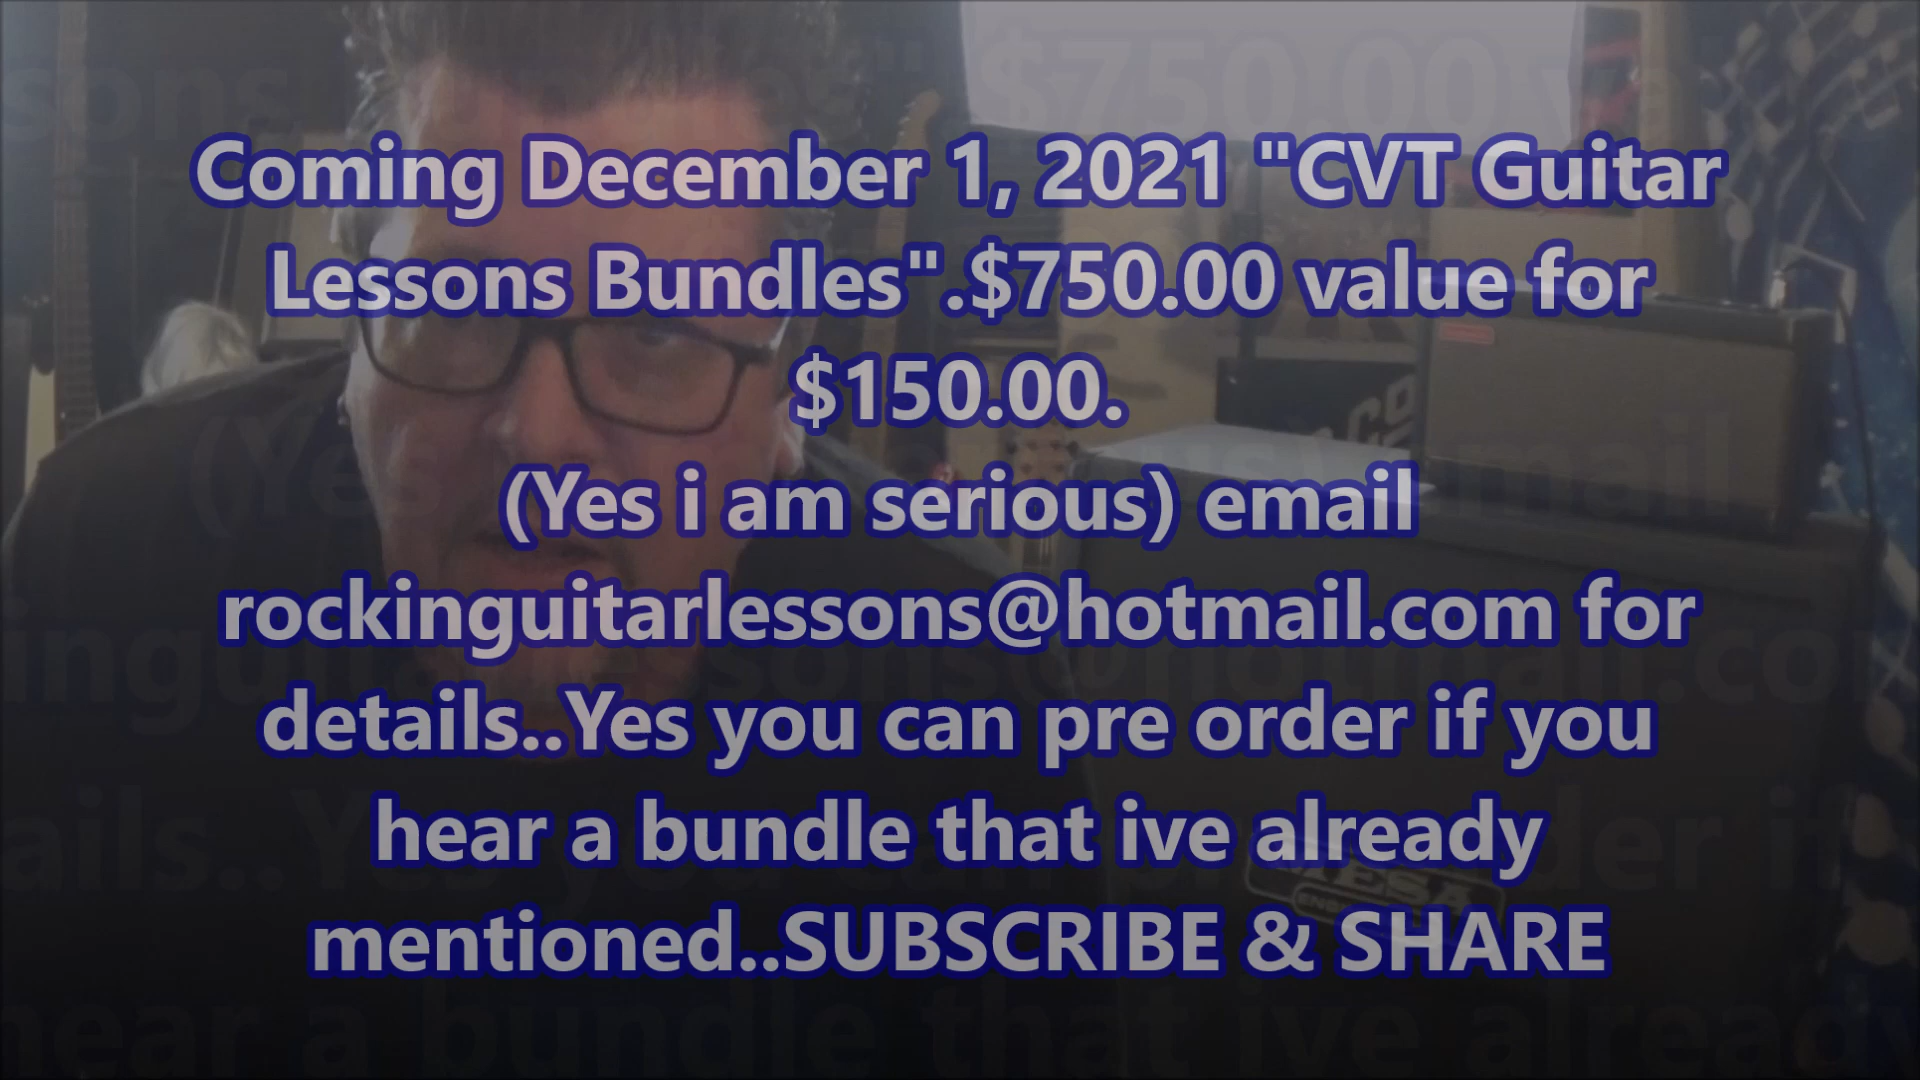 Coming December 1, 2021 "CVT Guitar
Lessons Bundles".$750.00 value for
$150.00.
(Yes i am serious) email
rockinguitarlessons@hotmail.com for
details..Yes you can pre order if you
hear a bundle that ive already
mentioned..SUBSCRIBE & SHARE
MESA